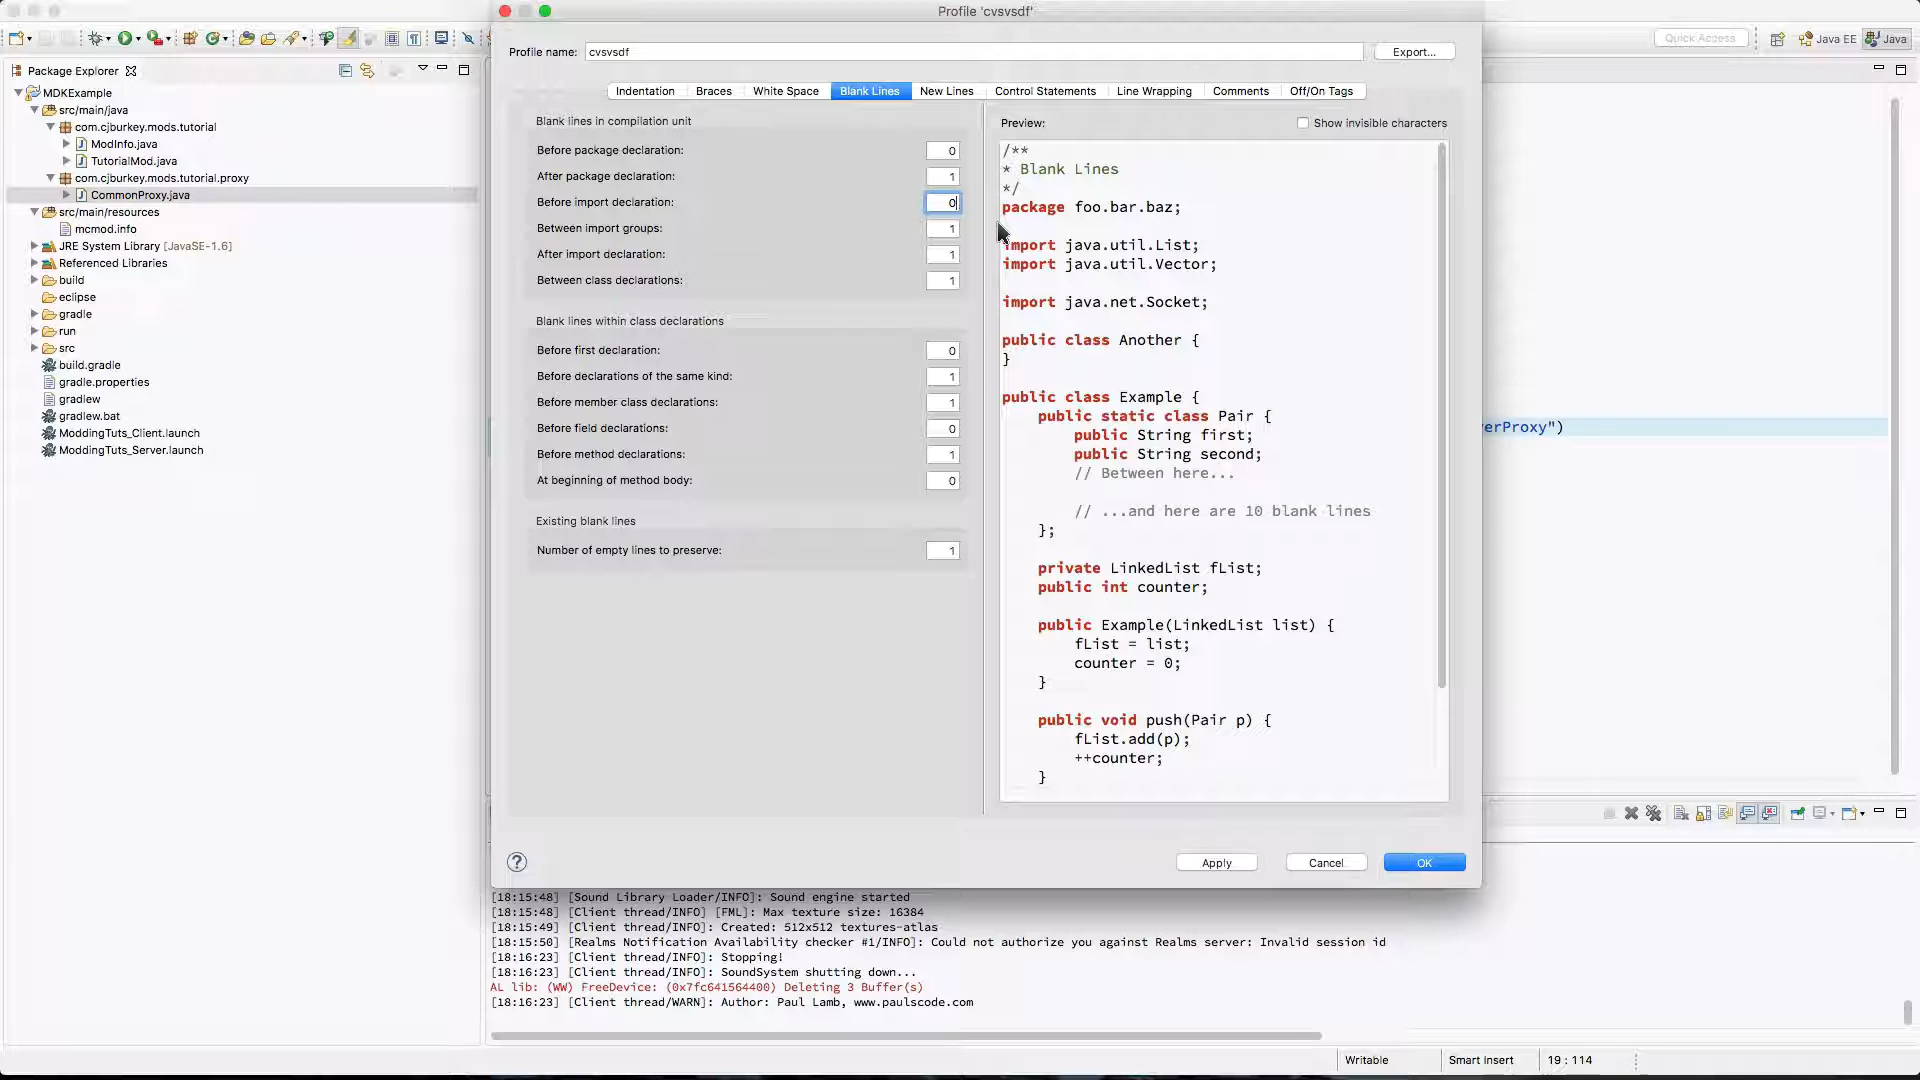 Profile 'cvsvsdf'
Profile name: cvsvsdf Export...
Quick Access Java EE Java
Package Explorer
Indentation Braces White Space Blank Lines New Lines Control Statements Line Wrapping Comments Off/On Tags
MDKExample
src/main/java
com.cjburkey.mods.tutorial
ModInfo.java
TutorialMod.java
com.cjburkey.mods.tutorial.proxy
CommonProxy.java
src/main/resources
mcmod.info
JRE System Library [JavaSE-1.6]
Referenced Libraries
build
eclipse
gradle
run
src
build.gradle
gradle.properties
gradlew
gradlew.bat
ModdingTuts_Client.launch
ModdingTuts_Server.launch
Blank lines in compilation unit
Before package declaration: 0
After package declaration: 1
Before import declaration: 0
Between import groups: 1
After import declaration: 1
Between class declarations: 1
Blank lines within class declarations
Before first declaration: 0
Before declarations of the same kind: 1
Before member class declarations: 1
Before field declarations: 0
Before method declarations: 1
At beginning of method body: 0
Existing blank lines
Number of empty lines to preserve: 1
Preview: Show invisible characters
/**
* Blank Lines
*/
package foo.bar.baz;
import java.util.List;
import java.util.Vector;
import java.net.Socket;
public class Another {
}
public class Example {
public static class Pair {
public String first;
public String second;
// Between here...
// ...and here are 10 blank lines
};
private LinkedList fList;
public int counter;
public Example(LinkedList list) {
fList = list;
counter = 0;
}
public void push(Pair p) {
fList.add(p);
++counter;
}
erProxy")
? Apply Cancel OK
[18:15:48] [Sound Library Loader/INFO]: Sound engine started
[18:15:48] [Client thread/INFO] [FML]: Max texture size: 16384
[18:15:49] [Client thread/INFO]: Created: 512x512 textures-atlas
[18:15:50] [Realms Notification Availability checker #1/INFO]: Could not authorize you against Realms server: Invalid session id
[18:16:23] [Client thread/INFO]: Stopping!
[18:16:23] [Client thread/INFO]: SoundSystem shutting down...
AL lib: (WW) FreeDevice: (0x7fc641564400) Deleting 3 Buffer(s)
[18:16:23] [Client thread/WARN]: Author: Paul Lamb, www.paulscode.com
Writable Smart Insert 19 : 114